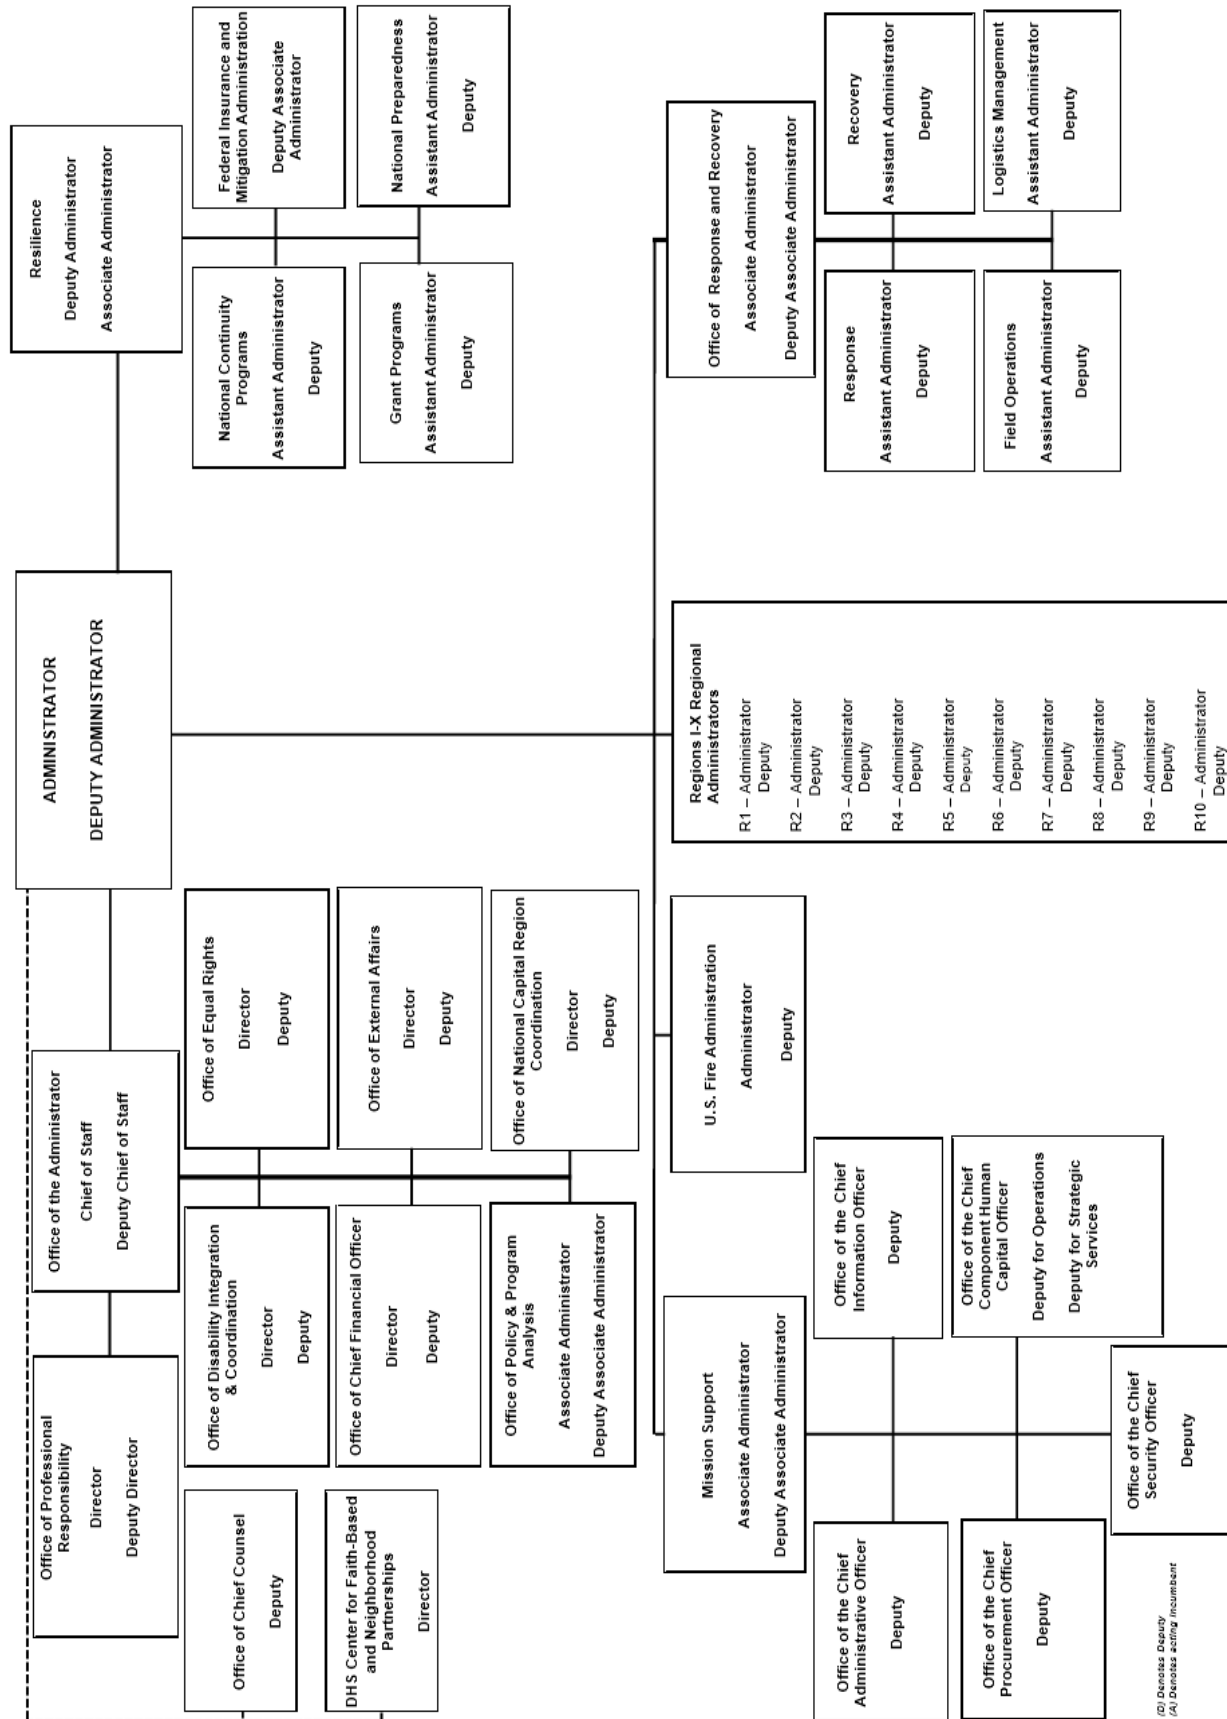 ADMINISTRATOR
DEPUTY ADMINISTRATOR
Office of Professional
Responsibility
Director
Deputy Director
Office of the Administrator
Chief of Staff
Deputy Chief of Staff
Resilience
Deputy Administrator
Associate Administrator
Office of Chief Counsel
Deputy
DHS Center for Faith-Based
and Neighborhood
Partnerships
Director
Office of Disability Integration
& Coordination
Director
Deputy
Office of Equal Rights
Director
Deputy
Office of Chief Financial Officer
Director
Deputy
Office of External Affairs
Director
Deputy
Office of Policy & Program
Analysis
Associate Administrator
Deputy Associate Administrator
Office of National Capital Region
Coordination
Director
Deputy
National Continuity
Programs
Assistant Administrator
Deputy
Federal Insurance and
Mitigation Administration
Deputy Associate
Administrator
Grant Programs
Assistant Administrator
Deputy
National Preparedness
Assistant Administrator
Deputy
Mission Support
Associate Administrator
Deputy Associate Administrator
U.S. Fire Administration
Administrator
Deputy
Regions I-X Regional
Administrators
R1 – Administrator
Deputy
R2 – Administrator
Deputy
R3 – Administrator
Deputy
R4 – Administrator
Deputy
R5 – Administrator
Deputy
R6 – Administrator
Deputy
R7 – Administrator
Deputy
R8 – Administrator
Deputy
R9 – Administrator
Deputy
R10 – Administrator
Deputy
Office of Response and Recovery
Associate Administrator
Deputy Associate Administrator
Office of the Chief
Administrative Officer
Deputy
Office of the Chief
Information Officer
Deputy
Office of the Chief
Procurement Officer
Deputy
Office of the Chief
Component Human
Capital Officer
Deputy for Operations
Deputy for Strategic
Services
Office of the Chief
Security Officer
Deputy
Response
Assistant Administrator
Deputy
Recovery
Assistant Administrator
Deputy
Field Operations
Assistant Administrator
Deputy
Logistics Management
Assistant Administrator
Deputy
(D) Denotes Deputy
(A) Denotes acting incumbent